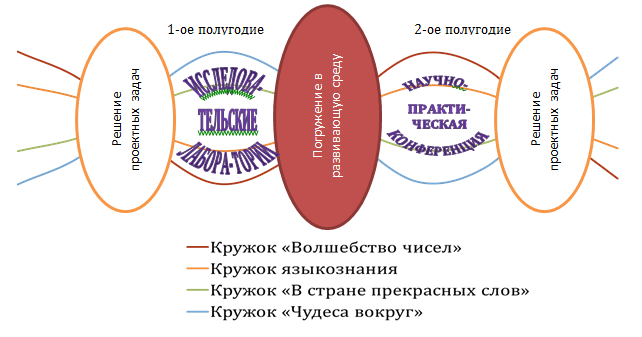 1-ое полугодие
2-ое полугодие
Решение
проектных задач
ИССЛЕДОВА-
ТЕЛЬСКИЕ
ЛАБОРА-ТОРИИ
Погружение в
развивающую среду
НАУЧНО-
ПРАКТИ-
ЧЕСКАЯ
КОНФЕРЕНЦИЯ
Решение
проектных задач
Кружок «Волшебство чисел»
Кружок языкознания
Кружок «В стране прекрасных слов»
Кружок «Чудеса вокруг»